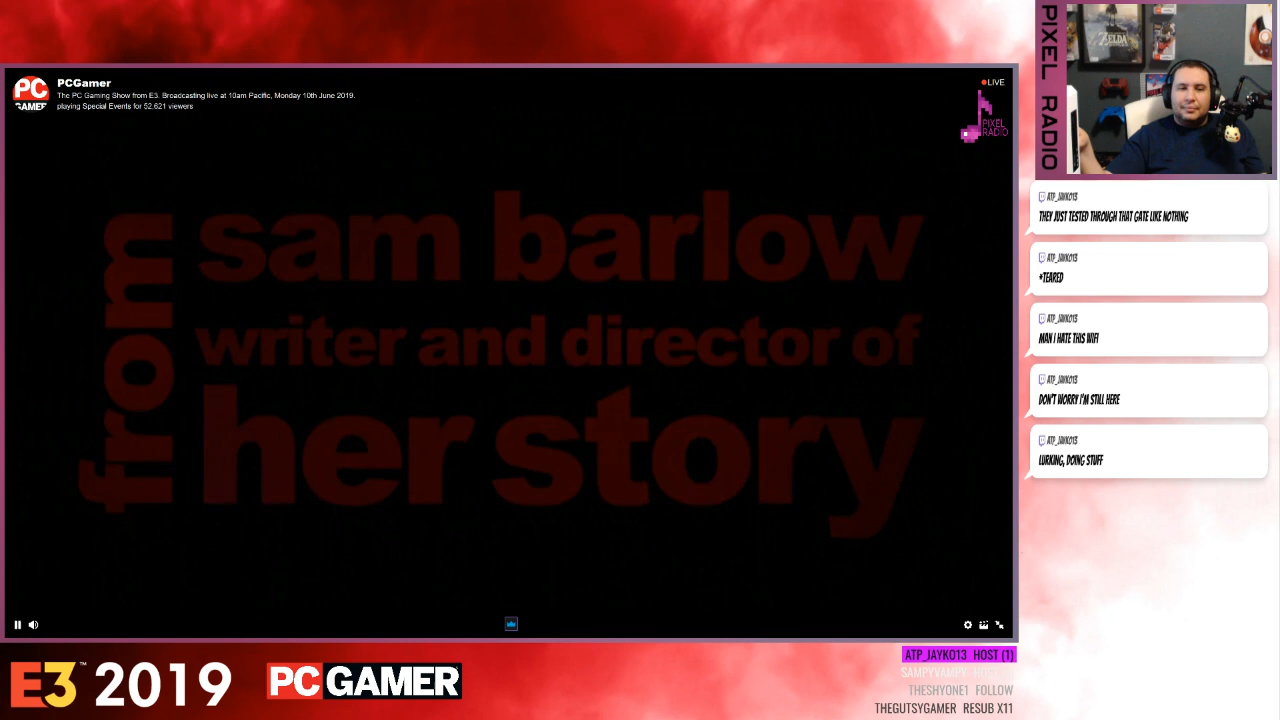 PC
GAMER
PCGamer
The PC Gaming Show from E3. Broadcasting live at 10am Pacific, Monday 10th June 2019.
playing Special Events for 52,621 viewers
LIVE
PIXEL
RADIO
from
sam barlow
writer and director of
her story
PIXEL RADIO
ZELDA
ATP_JAYKO13
THEY JUST TESTED THROUGH THAT GATE LIKE NOTHING
ATP_JAYKO13
*TEARED
ATP_JAYKO13
MAN I HATE THIS WIFI
ATP_JAYKO13
DON'T WORRY I'M STILL HERE
ATP_JAYKO13
LURKING, DOING STUFF
E3™ 2019
PC GAMER
ATP_JAYKO13 HOST (1)
SAMPYVAMPY
THESHYONE1 FOLLOW
THEGUTSYGAMER RESUB X11